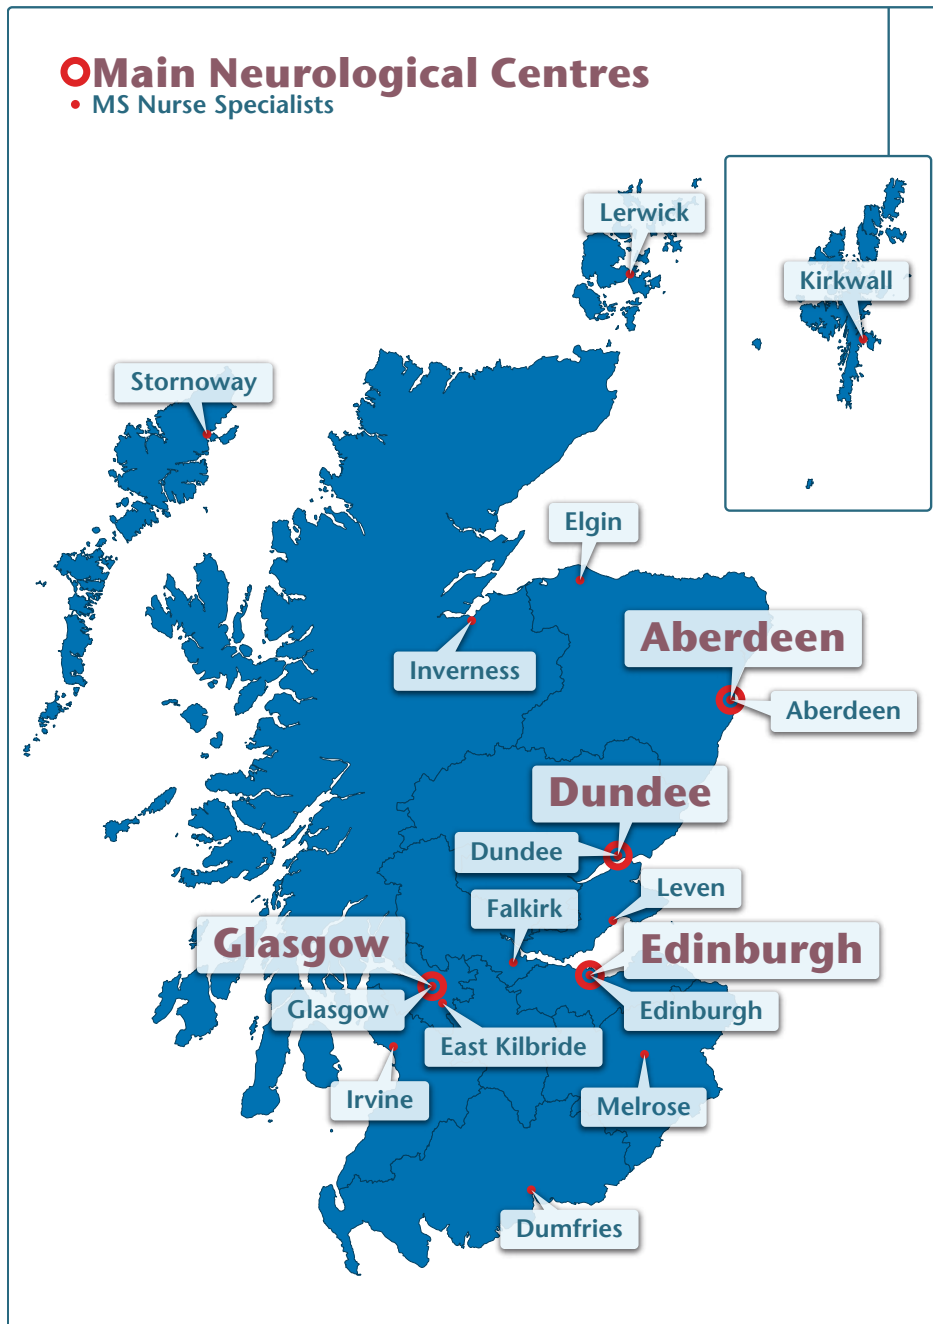 Main Neurological Centres
MS Nurse Specialists
Lerwick
Kirkwall
Stornoway
Elgin
Aberdeen
Inverness
Aberdeen
Dundee
Dundee
Leven
Falkirk
Glasgow
Edinburgh
Glasgow
Edinburgh
East Kilbride
Irvine
Melrose
Dumfries